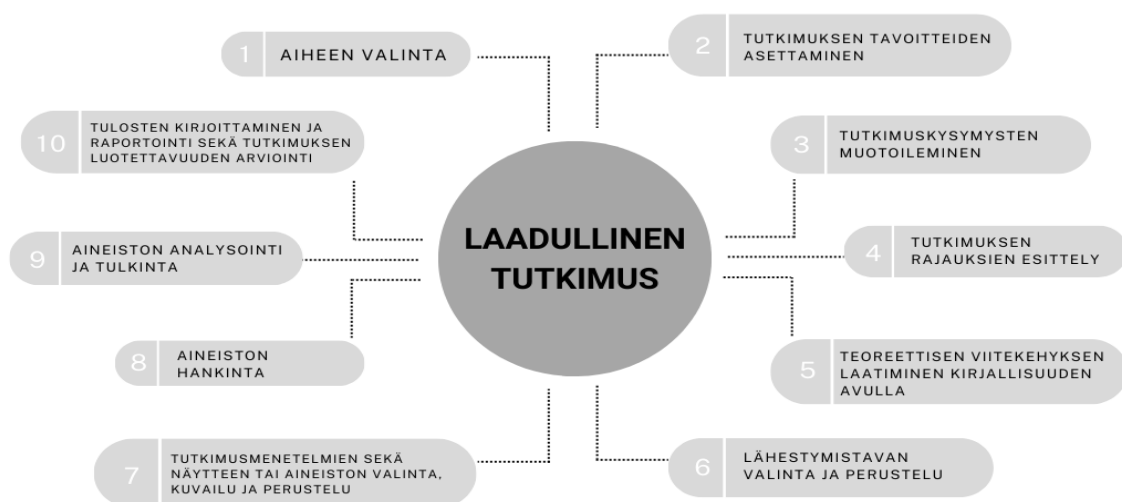 1
AIHEEN VALINTA
2
TUTKIMUKSEN TAVOITTEIDEN
ASETTAMINEN
3
TUTKIMUSKYSYMYSTEN
MUOTOILEMINEN
4
TUTKIMUKSEN
RAJAUKSIEN ESITTELY
5
TEOREETTISEN VIITEKEHYKSEN
LAATIMINEN KIRJALLISUUDEN
AVULLA
6
LÄHESTYMISTAVAN
VALINTA JA PERUSTELU
7
TUTKIMUSMENETELMIEN SEKÄ
NÄYTTEEN TAI AINEISTON VALINTA,
KUVAILU JA PERUSTELU
8
AINEISTON
HANKINTA
9
AINEISTON ANALYSOINTI
JA TULKINTA
10
TULOSTEN KIRJOITTAMINEN JA
RAPORTOINTI SEKÄ TUTKIMUKSEN
LUOTETTAVUUDEN ARVIOINTI
LAADULLINEN
TUTKIMUS